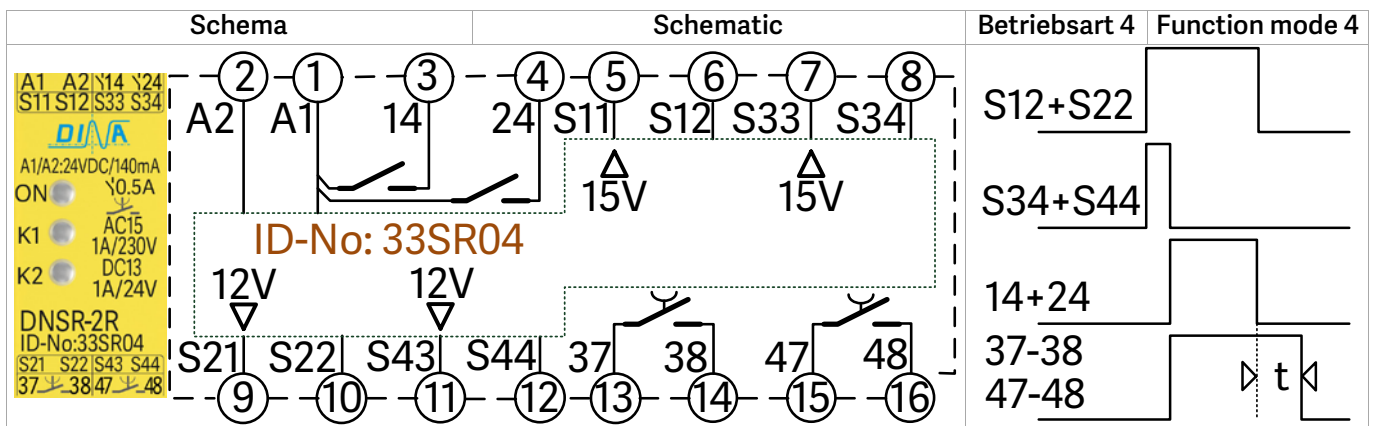 Schema Schematic Betriebsart 4 Function mode 4
A1 A2 14 24
S11 S12 S33 S34
DINA
A1/A2:24VDC/140mA
ON 0.5A
K1 AC15
1A/230V
K2 DC13
1A/24V
DNSR-2R
ID-No:33SR04
S21 S22 S43 S44
37 38 47 48
2 1 3 4 5 6 7 8
A2 A1 14 24 S11 S12 S33 S34
15V 15V
ID-No: 33SR04
12V 12V
S21 S22 S43 S44 37 38 47 48
9 10 11 12 13 14 15 16
S12+S22
S34+S44
14+24
37-38
47-48
t